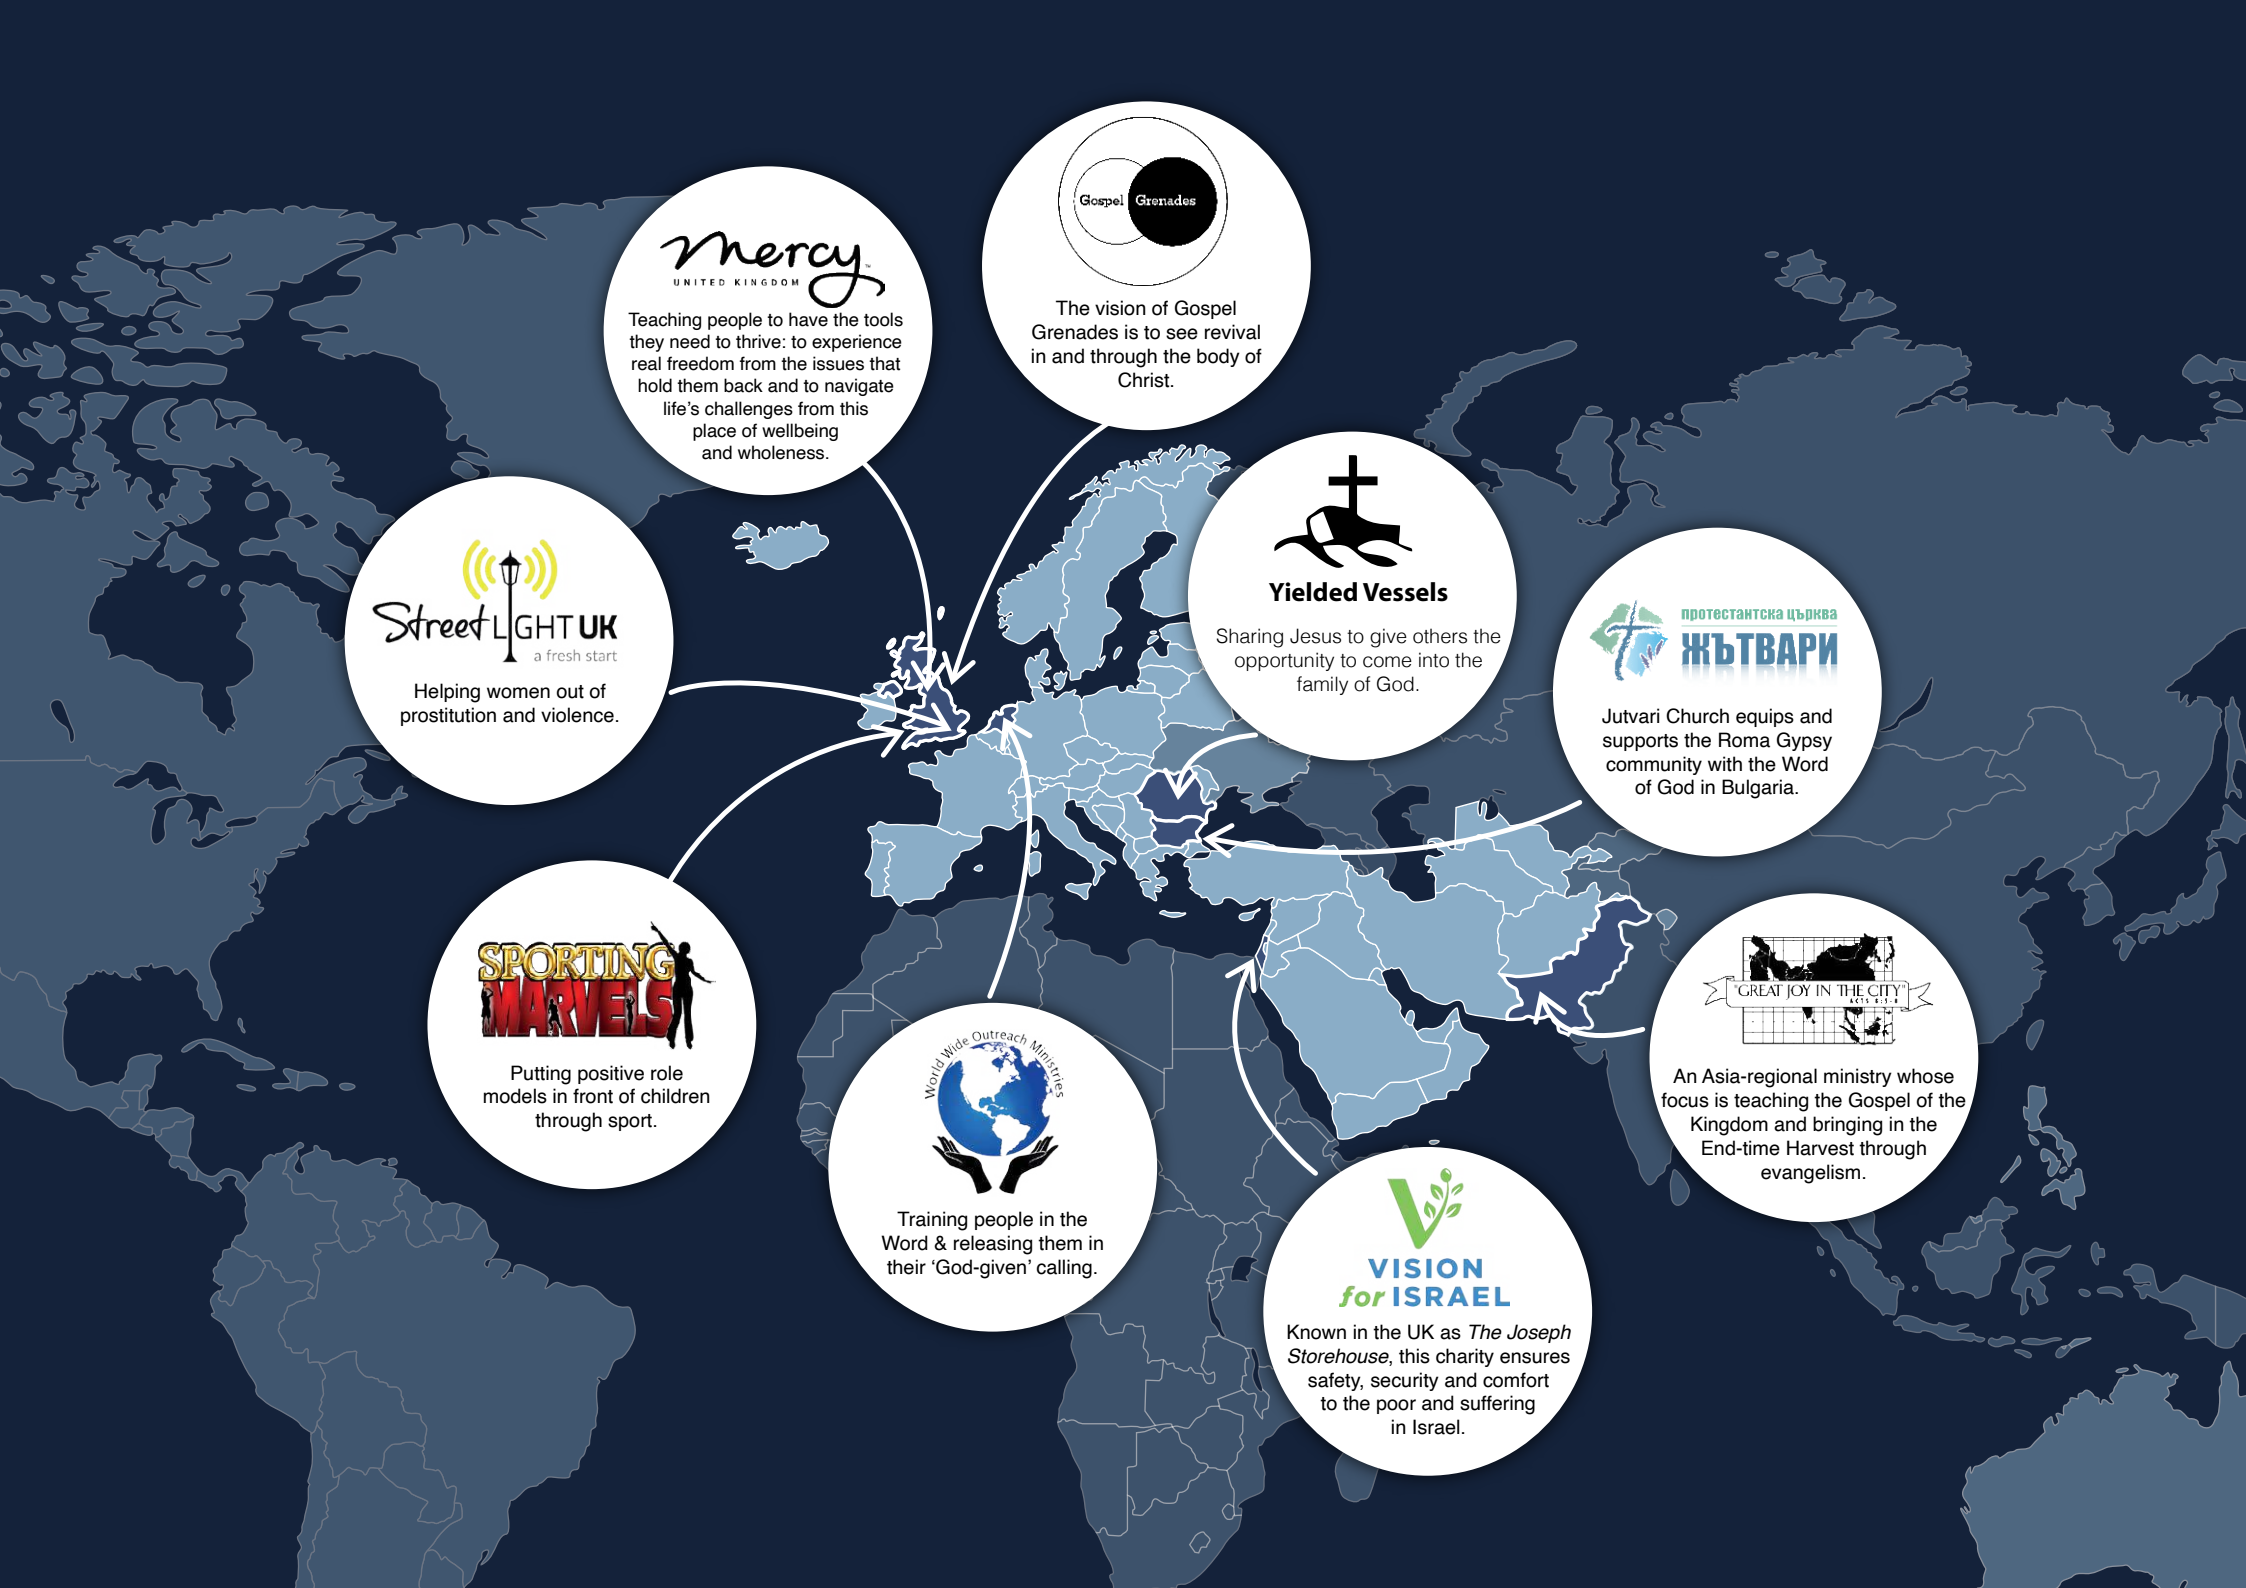 Gospel Grenades
The vision of Gospel
Grenades is to see revival
in and through the body of
Christ.
mercy
UNITED KINGDOM
Teaching people to have the tools
they need to thrive: to experience
real freedom from the issues that
hold them back and to navigate
life's challenges from this
place of wellbeing
and wholeness.
Yielded Vessels
Sharing Jesus to give others the
opportunity to come into the
family of God.
StreetLIGHT UK
a fresh start
Helping women out of
prostitution and violence.
протестантска църква
ЖЪТВАРИ
Jutvari Church equips and
supports the Roma Gypsy
community with the Word
of God in Bulgaria.
SPORTING
MARVELS
Putting positive role
models in front of children
through sport.
"GREAT JOY IN THE CITY"
ACTS 8:5-8
An Asia-regional ministry whose
focus is teaching the Gospel of the
Kingdom and bringing in the
End-time Harvest through
evangelism.
World Wide Outreach Ministries
Training people in the
Word & releasing them in
their ‘God-given’ calling.
VISION
for ISRAEL
Known in the UK as The Joseph
Storehouse, this charity ensures
safety, security and comfort
to the poor and suffering
in Israel.